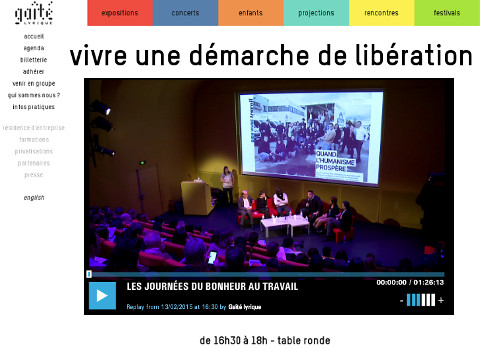 gaîté
LYRIQUE
expositions
concerts
enfants
projections
rencontres
festivals
accueil
agenda
billetterie
adhérer
venir en groupe
qui sommes nous ?
infos pratiques
résidence d'entreprise
formations
privatisations
partenaires
presse
english
vivre une démarche de libération
QUAND
L'HUMANISME
PROSPÈRE
00:00:00 / 01:26:13
LES JOURNÉES DU BONHEUR AU TRAVAIL
Replay from 13/02/2015 at 16:30 by Gaîté lyrique
- +
de 16h30 à 18h - table ronde